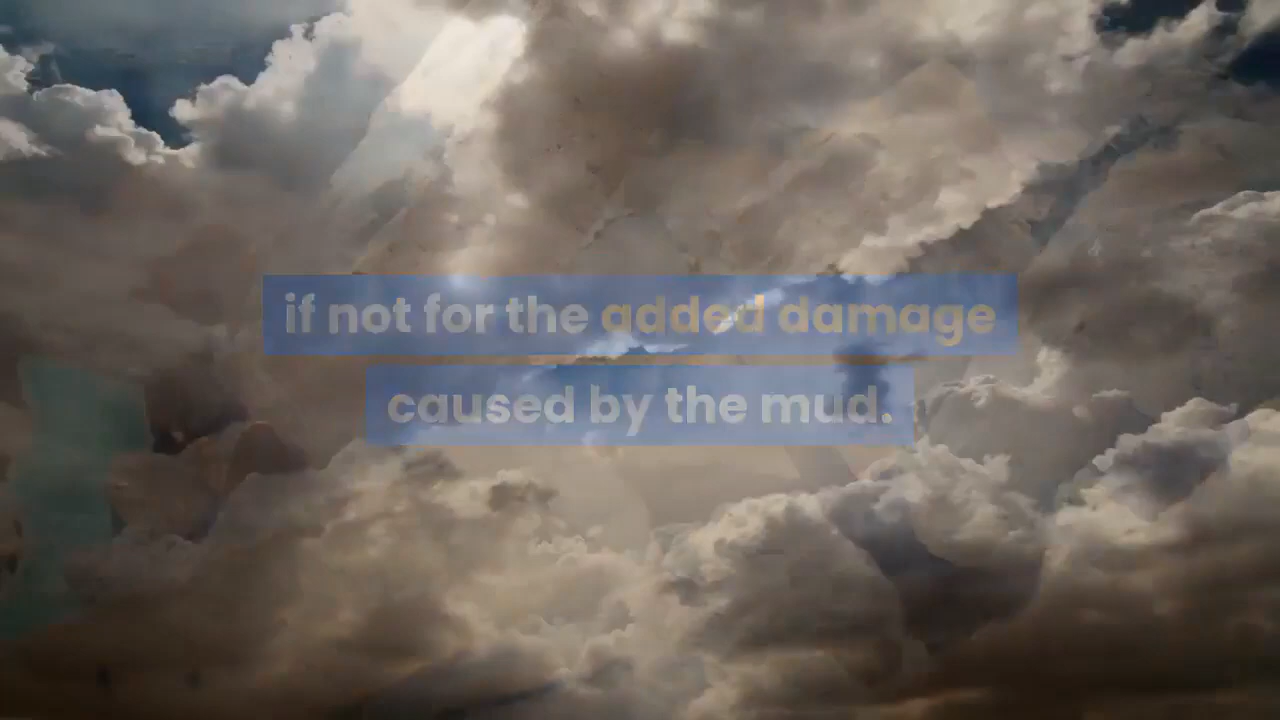 if not for the added damage
caused by the mud.